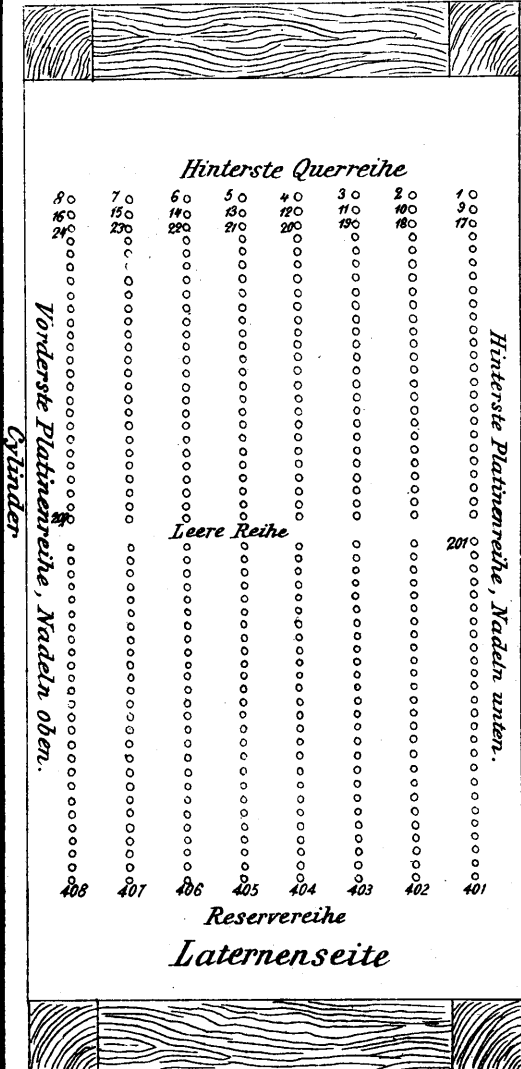 Hinterste Querreihe
8 7 6 5 4 3 2 1
16 15 14 13 12 11 10 9
24 23 22 21 20 19 18 17
Vorderste Platinenreihe, Nadeln oben.
Cylinder
Hinterste Platinenreihe, Nadeln unten.
Leere Reihe
201
408 407 406 405 404 403 402 401
Reservereihe
Laternenseite